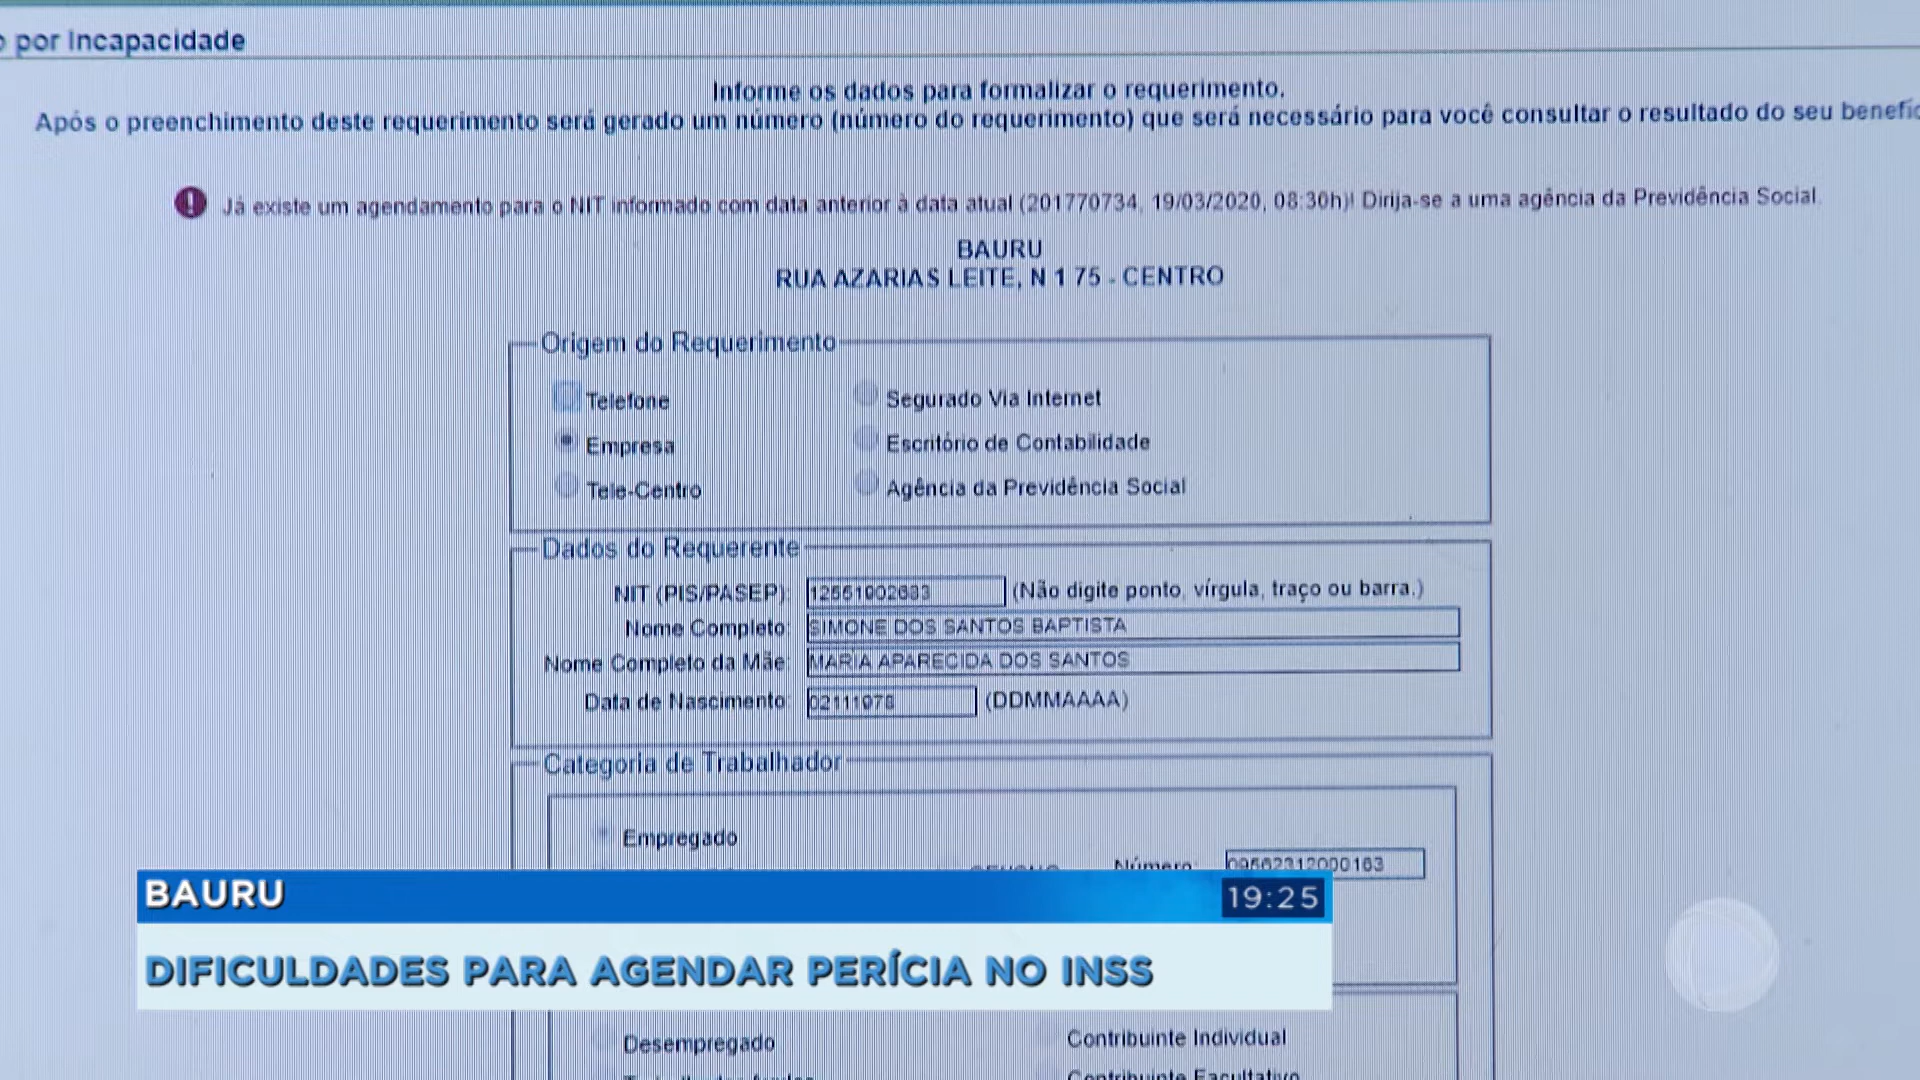 por Incapacidade
Informe os dados para formalizar o requerimento.
Após o preenchimento deste requerimento será gerado um número (número do requerimento) que será necessário para você consultar o resultado do seu
Já existe um agendamento para o NIT informado com data anterior à data atual (201770734, 19/03/2020, 08:30h)! Dirija-se a uma agência da Previdência Social.
BAURU
RUA AZARIAS LEITE, N 1 75 - CENTRO
Origem do Requerimento
Telefone
Segurado Via Internet
Empresa
Escritório de Contabilidade
Tele-Centro
Agência da Previdência Social
Dados do Requerente
NIT (PIS/PASEP): (Não digite ponto, vírgula, traço ou barra.)
Nome Completo: SIMONE DOS SANTOS BAPTISTA
Nome Completo da Mãe: MARIA APARECIDA DOS SANTOS
Data de Nascimento: (DDMMAAAA)
Categoria de Trabalhador
Empregado
Número:
BAURU
19:25
DIFICULDADES PARA AGENDAR PERÍCIA NO INSS
Desempregado
Contribuinte Individual
Contribuinte Facultativo